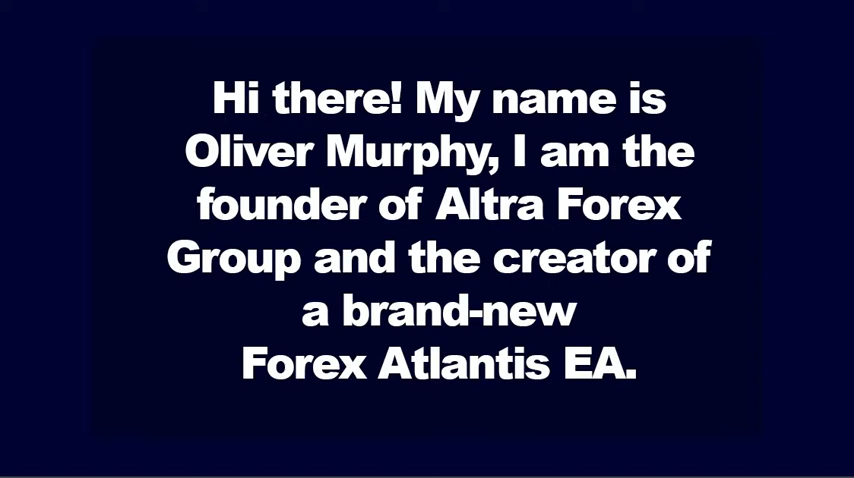 Hi there! My name is
Oliver Murphy, I am the
founder of Altra Forex
Group and the creator of
a brand-new
Forex Atlantis EA.